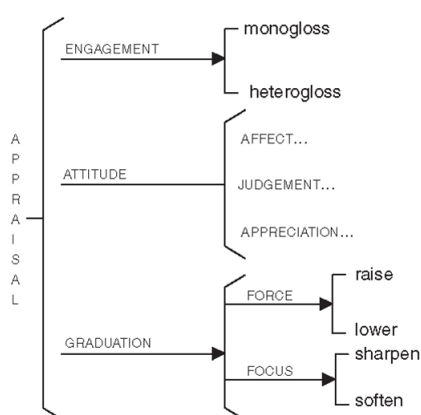 APPRAISAL
ENGAGEMENT
monogloss
heterogloss
ATTITUDE
AFFECT...
JUDGEMENT...
APPRECIATION...
GRADUATION
FORCE
raise
lower
FOCUS
sharpen
soften